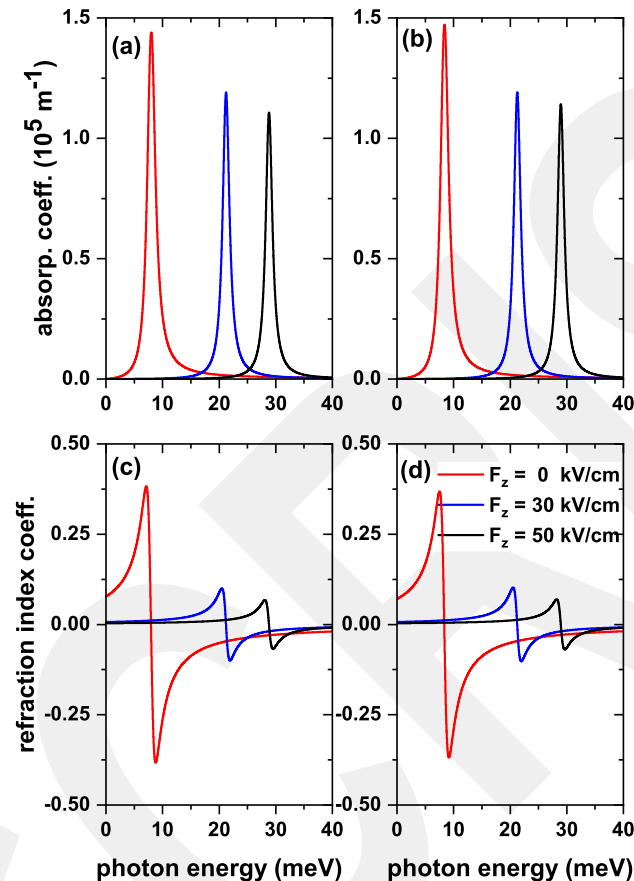 absorp. coeff. (10⁵ m⁻¹)
(a)
1.5
1.0
0.5
0.0
0 10 20 30 40
(b)
1.5
1.0
0.5
0.0
0 10 20 30 40
refraction index coeff.
(c)
0.50
0.25
0.00
-0.25
-0.50
0 10 20 30 40
photon energy (meV)
(d)
0.50
0.25
0.00
-0.25
-0.50
F_z = 0 kV/cm
F_z = 30 kV/cm
F_z = 50 kV/cm
0 10 20 30 40
photon energy (meV)